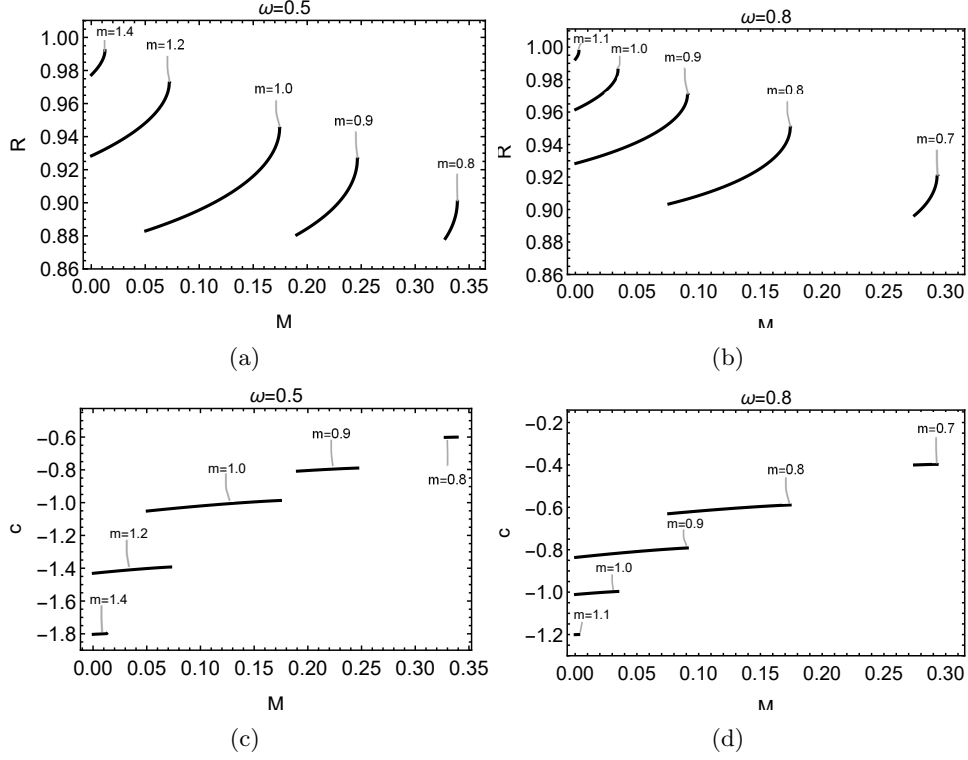 ω=0.5
1.00
0.98
0.96
0.94
0.92
0.90
0.88
0.86
R
m=1.4
m=1.2
m=1.0
m=0.9
m=0.8
0.00 0.05 0.10 0.15 0.20 0.25 0.30 0.35
M
(a)
ω=0.8
1.00
0.98
0.96
0.94
0.92
0.90
0.88
0.86
R
m=1.1
m=1.0
m=0.9
m=0.8
m=0.7
0.00 0.05 0.10 0.15 0.20 0.25 0.30
M
(b)
ω=0.5
−0.6
−0.8
−1.0
−1.2
−1.4
−1.6
−1.8
c
m=0.9
m=0.8
m=1.0
m=1.2
m=1.4
0.00 0.05 0.10 0.15 0.20 0.25 0.30 0.35
M
(c)
ω=0.8
−0.2
−0.4
−0.6
−0.8
−1.0
−1.2
c
m=0.7
m=0.8
m=0.9
m=1.0
m=1.1
0.00 0.05 0.10 0.15 0.20 0.25 0.30
M
(d)